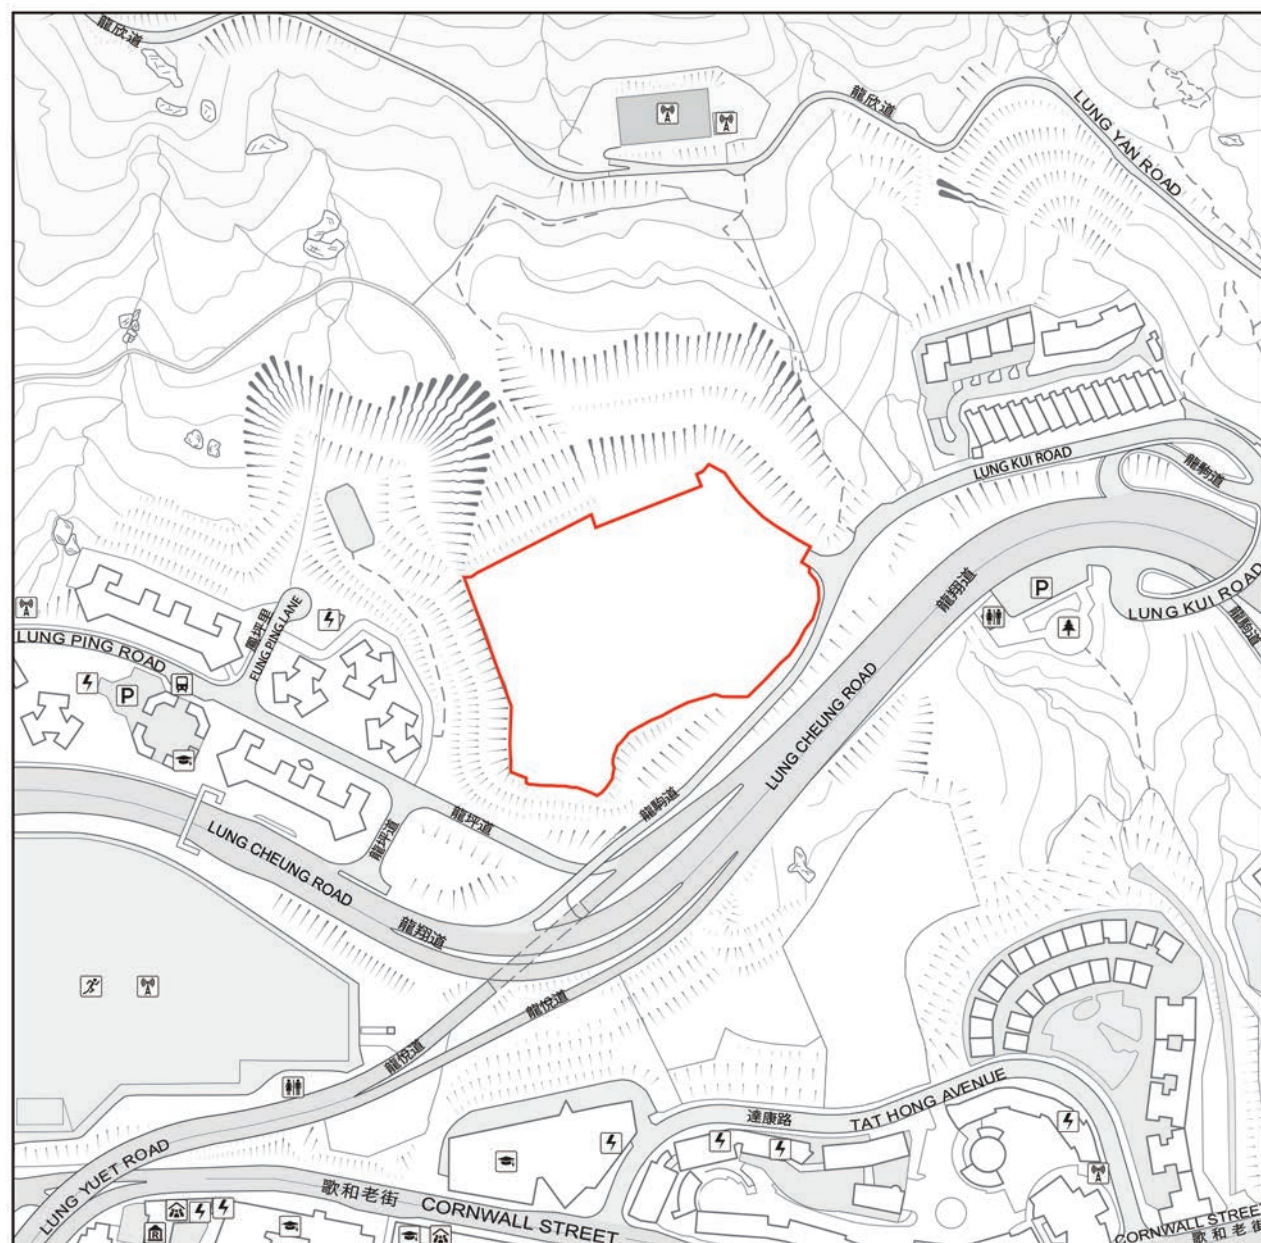 龍欣道
龍欣道
LUNG YAN ROAD
LUNG KUI ROAD
龍駒道
龍翔道
P
LUNG KUI ROAD
龍駒道
鳳坪里
FUNG PING LANE
LUNG PING ROAD
P
LUNG CHEUNG ROAD
龍駒道
龍坪道
龍坪道
LUNG CHEUNG ROAD
龍翔道
龍悅道
龍悅道
LUNG YUET ROAD
達康路
TAT HONG AVENUE
歌和老街
CORNWALL STREET
CORNWALL STREET
歌和老街
R
A
A
A
A
A